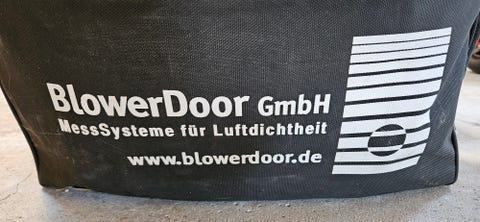 BlowerDoor GmbH
MessSysteme für Luftdichtheit
www.blowerdoor.de